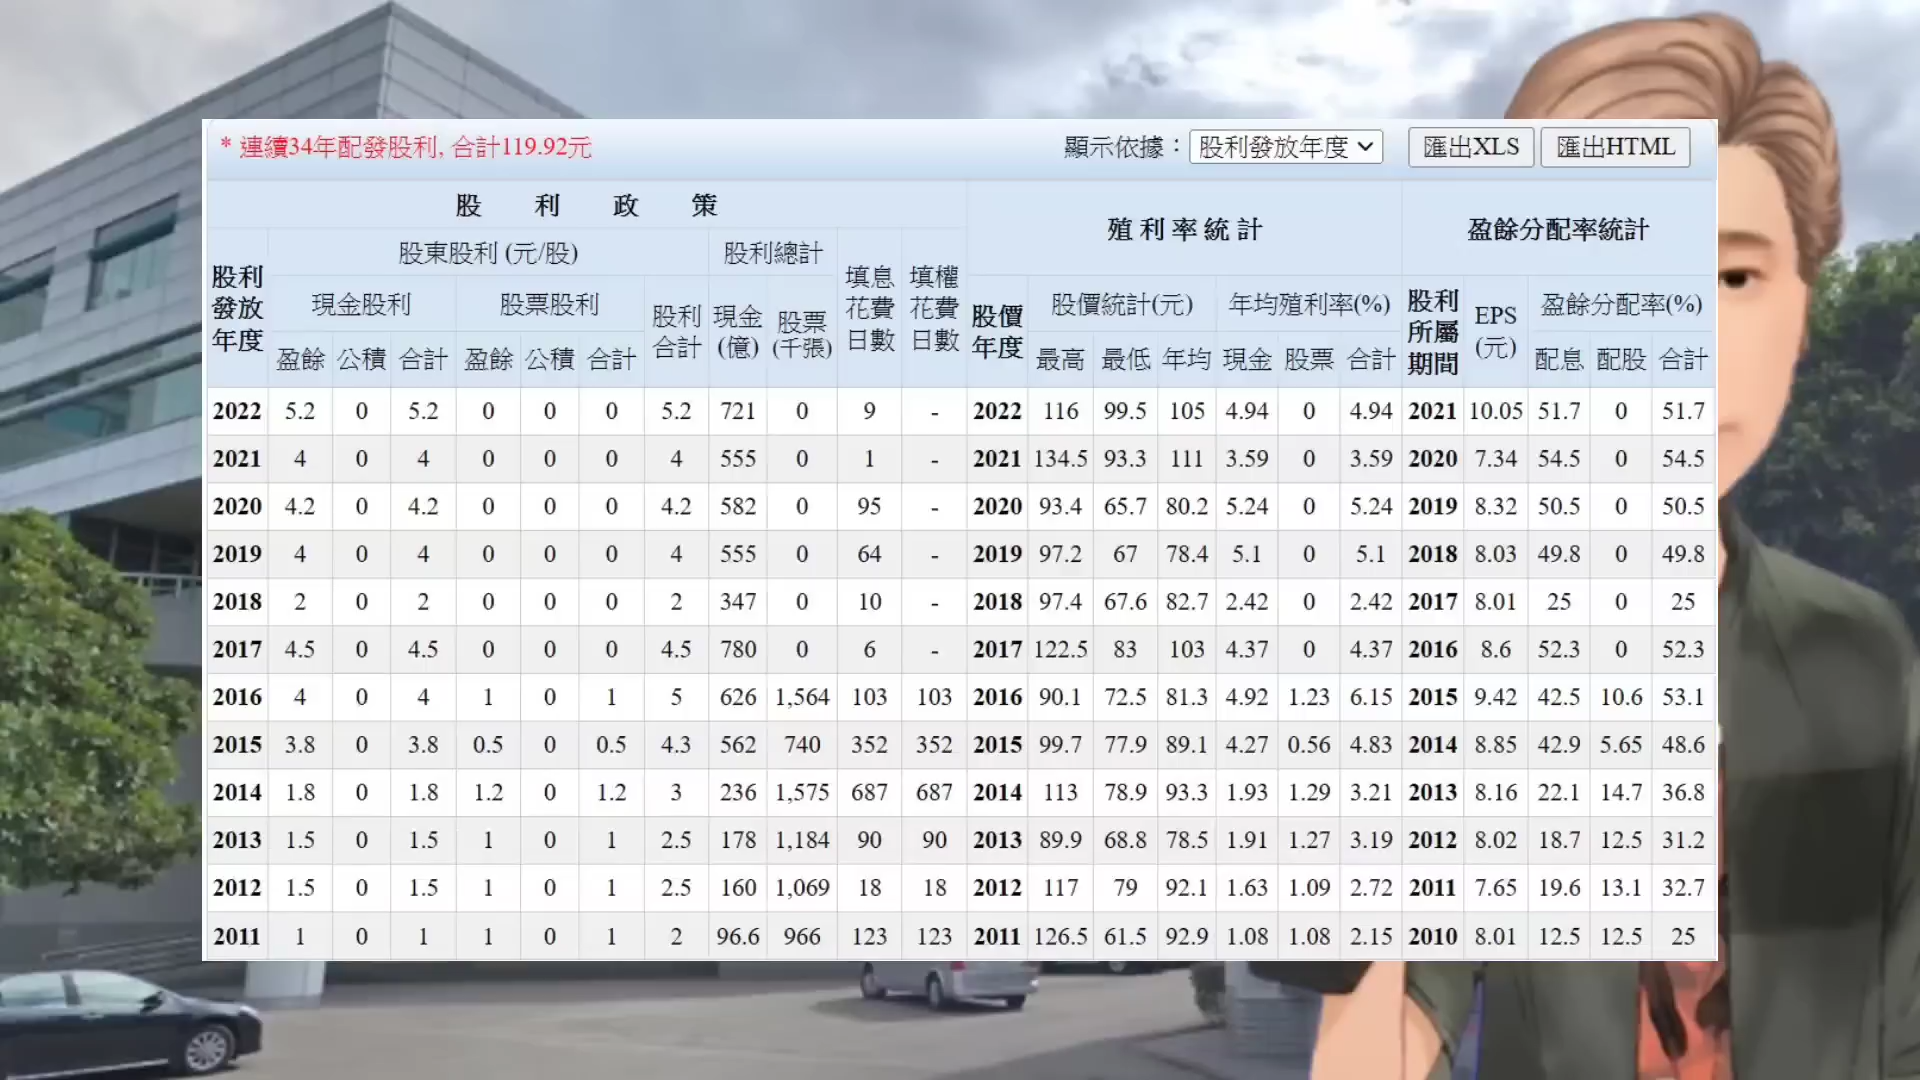 * 連續34年配發股利, 合計119.92元 顯示依據： 股利發放年度 匯出XLS 匯出HTML
股利發放年度 股 利 政 策 股價年度 殖 利 率 統 計 股利所屬期間 盈餘分配率統計
股東股利 (元/股) 股利總計 填息花費日數 填權花費日數
現金股利 股票股利 股利合計 現金(億) 股票(千張) 股價統計(元) 年均殖利率(%) EPS(元) 盈餘分配率(%)
盈餘 公積 合計 盈餘 公積 合計 最高 最低 年均 現金 股票 合計 配息 配股 合計
2022 5.2 0 5.2 0 0 0 5.2 721 0 9 - 2022 116 99.5 105 4.94 0 4.94 2021 10.05 51.7 0 51.7
2021 4 0 4 0 0 0 4 555 0 1 - 2021 134.5 93.3 111 3.59 0 3.59 2020 7.34 54.5 0 54.5
2020 4.2 0 4.2 0 0 0 4.2 582 0 95 - 2020 93.4 65.7 80.2 5.24 0 5.24 2019 8.32 50.5 0 50.5
2019 4 0 4 0 0 0 4 555 0 64 - 2019 97.2 67 78.4 5.1 0 5.1 2018 8.03 49.8 0 49.8
2018 2 0 2 0 0 0 2 347 0 10 - 2018 97.4 67.6 82.7 2.42 0 2.42 2017 8.01 25 0 25
2017 4.5 0 4.5 0 0 0 4.5 780 0 6 - 2017 122.5 83 103 4.37 0 4.37 2016 8.6 52.3 0 52.3
2016 4 0 4 1 0 1 5 626 1,564 103 103 2016 90.1 72.5 81.3 4.92 1.23 6.15 2015 9.42 42.5 10.6 53.1
2015 3.8 0 3.8 0.5 0 0.5 4.3 562 740 352 352 2015 99.7 77.9 89.1 4.27 0.56 4.83 2014 8.85 42.9 5.65 48.6
2014 1.8 0 1.8 1.2 0 1.2 3 236 1,575 687 687 2014 113 78.9 93.3 1.93 1.29 3.21 2013 8.16 22.1 14.7 36.8
2013 1.5 0 1.5 1 0 1 2.5 178 1,184 90 90 2013 89.9 68.8 78.5 1.91 1.27 3.19 2012 8.02 18.7 12.5 31.2
2012 1.5 0 1.5 1 0 1 2.5 160 1,069 18 18 2012 117 79 92.1 1.63 1.09 2.72 2011 7.65 19.6 13.1 32.7
2011 1 0 1 1 0 1 2 96.6 966 123 123 2011 126.5 61.5 92.9 1.08 1.08 2.15 2010 8.01 12.5 12.5 25